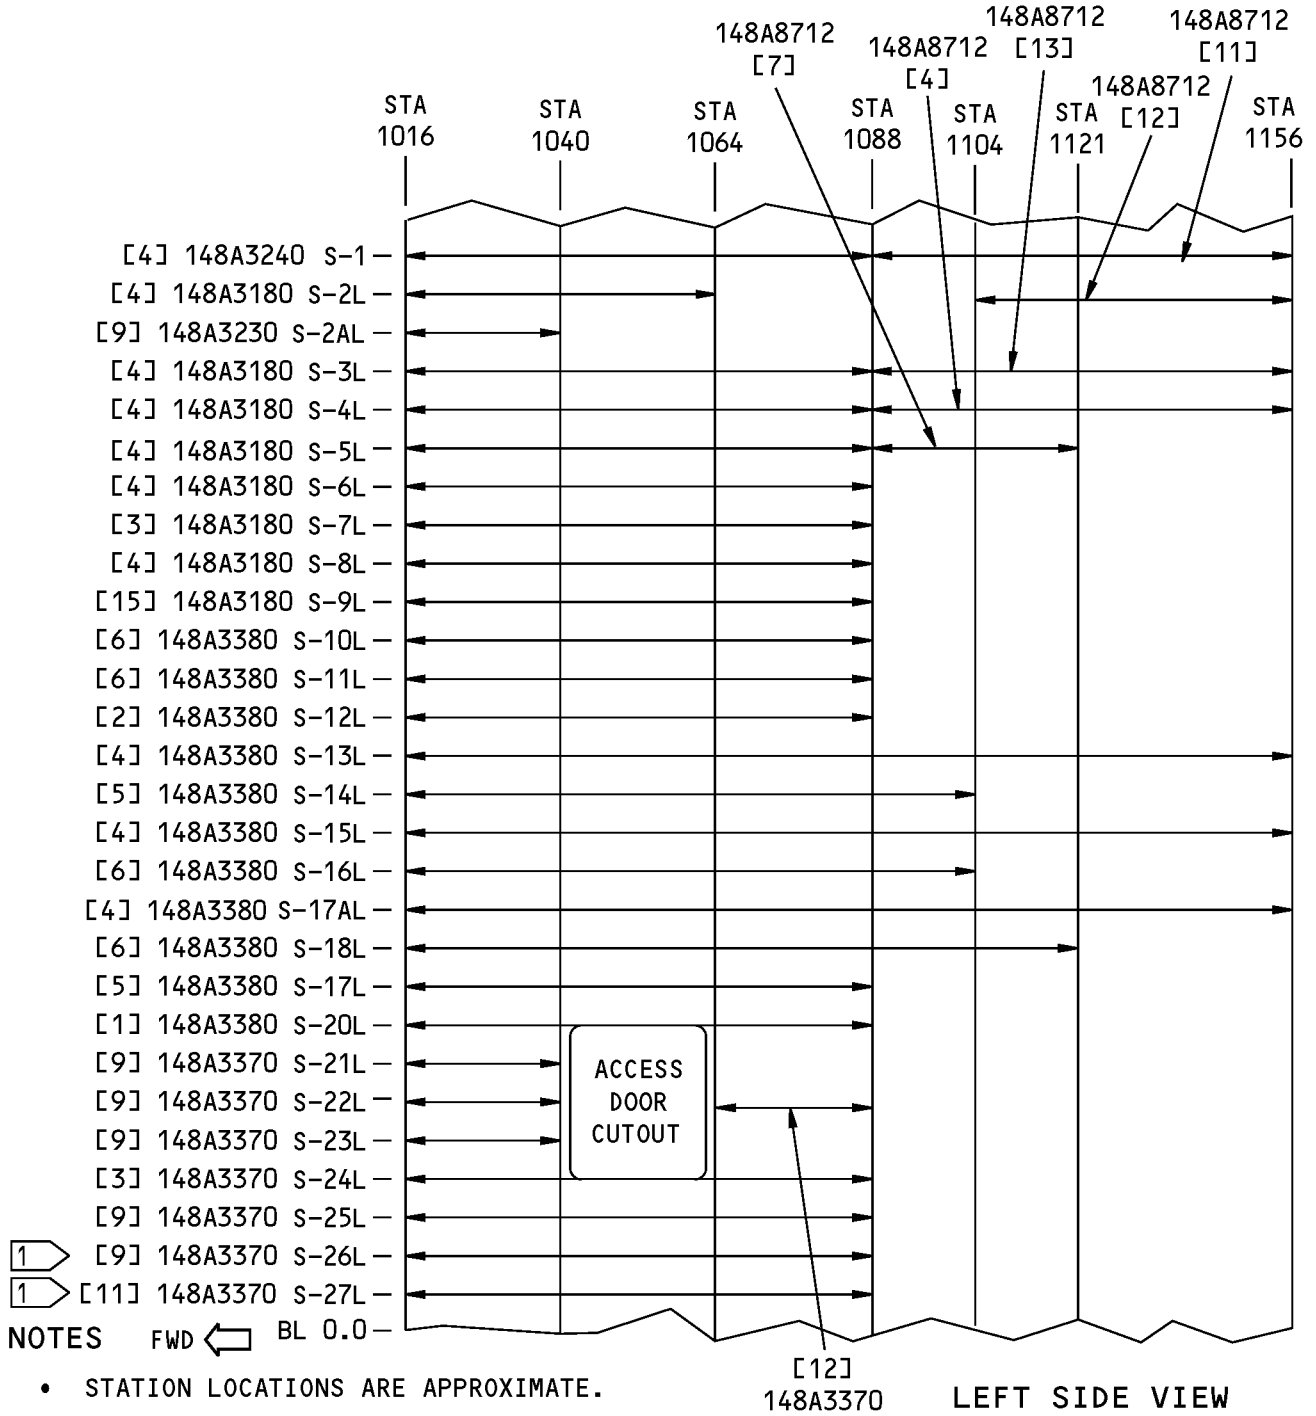 148A8712
[7]
148A8712
[4]
148A8712
[13]
148A8712
[11]
148A8712
[12]
STA
1016
STA
1040
STA
1064
STA
1088
STA
1104
STA
1121
STA
1156
[4] 148A3240 S-1
[4] 148A3180 S-2L
[9] 148A3230 S-2AL
[4] 148A3180 S-3L
[4] 148A3180 S-4L
[4] 148A3180 S-5L
[4] 148A3180 S-6L
[3] 148A3180 S-7L
[4] 148A3180 S-8L
[15] 148A3180 S-9L
[6] 148A3380 S-10L
[6] 148A3380 S-11L
[2] 148A3380 S-12L
[4] 148A3380 S-13L
[5] 148A3380 S-14L
[4] 148A3380 S-15L
[6] 148A3380 S-16L
[4] 148A3380 S-17AL
[6] 148A3380 S-18L
[5] 148A3380 S-17L
[1] 148A3380 S-20L
[9] 148A3370 S-21L
[9] 148A3370 S-22L
[9] 148A3370 S-23L
[3] 148A3370 S-24L
[9] 148A3370 S-25L
1 [9] 148A3370 S-26L
1 [11] 148A3370 S-27L
ACCESS
DOOR
CUTOUT
BL 0.0
NOTES
FWD
• STATION LOCATIONS ARE APPROXIMATE.
[12]
148A3370
LEFT SIDE VIEW